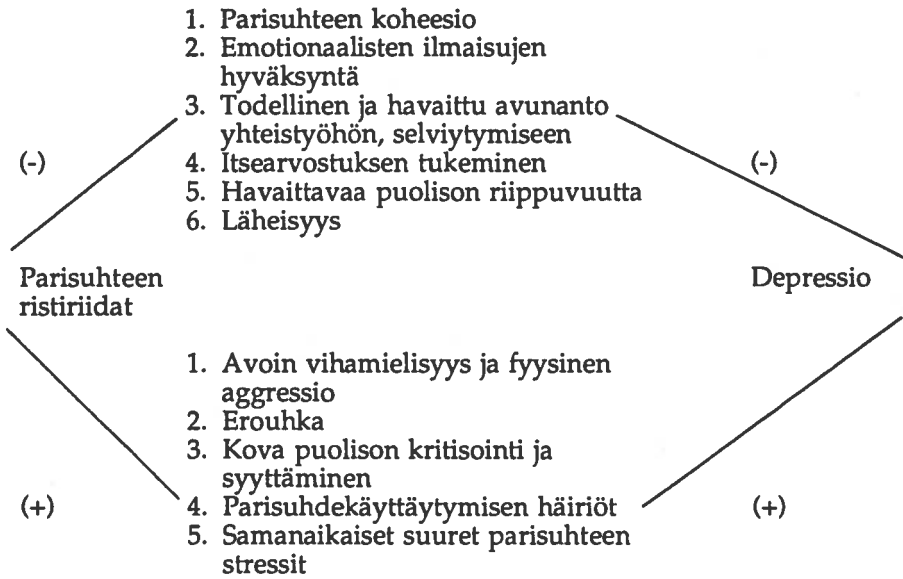 1. Parisuhteen koheesio
2. Emotionaalisten ilmaisujen
hyväksyntä
3. Todellinen ja havaittu avunanto
yhteistyöhön, selviytymiseen
(-)
4. Itsearvostuksen tukeminen
(-)
5. Havaittavaa puolison riippuvuutta
6. Läheisyys
Parisuhteen
ristiriidat
Depressio
1. Avoin vihamielisyys ja fyysinen
aggressio
2. Erouhka
3. Kova puolison kritisointi ja
syyttäminen
(+)
4. Parisuhdekäyttäytymisen häiriöt
(+)
5. Samanaikaiset suuret parisuhteen
stressit